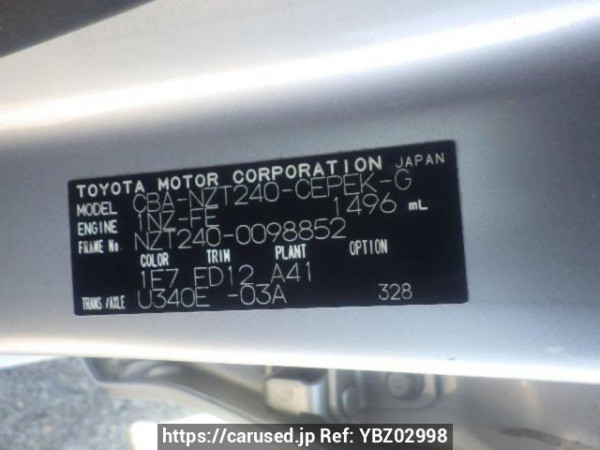 TOYOTA MOTOR CORPORATION JAPAN
MODEL CBA-NZT240-CEPEK-G
ENGINE 1NZ-FE 1496 mL
FRAME No. NZT240-0098852
COLOR TRIM PLANT OPTION
1E7 ED12 A41
TRANS/AXLE U340E -03A 328
https://carused.jp Ref: YBZ02998